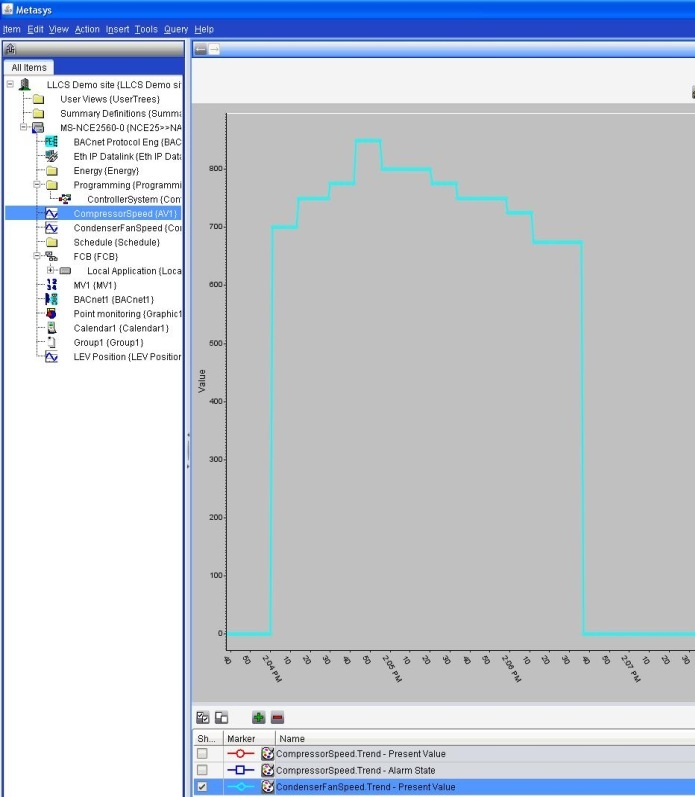 Metasys
Item Edit View Action Insert Tools Query Help
All Items
LLCS Demo site {LLCS Demo si
User Views {UserTrees}
Summary Definitions {Summa
MS-NCE2560-0 {NCE25>>NA
BACnet Protocol Eng {BAC
Eth IP Datalink {Eth IP Data
Energy {Energy}
Programming {Programmi
ControllerSystem {Con
CompressorSpeed {AV1}
CondenserFanSpeed {Co
Schedule {Schedule}
FCB {FCB}
Local Application {Loca
MV1 {MV1}
BACnet1 {BACnet1}
Point monitoring {Graphic1
Calendar1 {Calendar1}
Group1 {Group1}
LEV Position {LEV Position
Value
800
700
600
500
400
300
200
100
0
40 50 2:04 PM 10 20 30 40 50 2:05 PM 10 20 30 40 50 2:06 PM 10 20 30 40 50 2:07 PM 10 20 30
Sh... Marker Name
CompressorSpeed.Trend - Present Value
CompressorSpeed.Trend - Alarm State
CondenserFanSpeed.Trend - Present Value